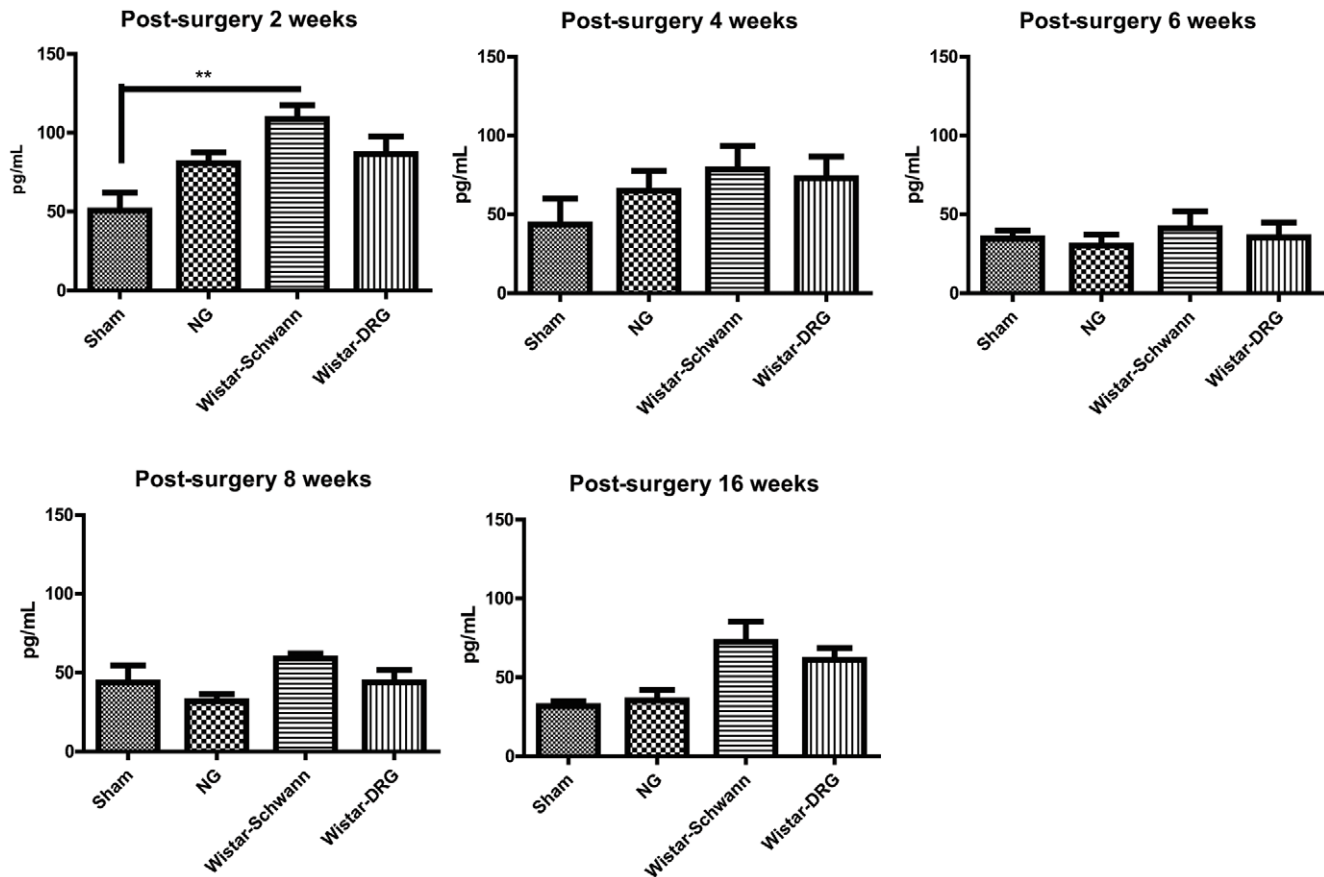 Post-surgery 2 weeks
150
100
50
0
pg/mL
**
Sham
NG
Wistar-Schwann
Wistar-DRG
Post-surgery 4 weeks
150
100
50
0
pg/mL
Sham
NG
Wistar-Schwann
Wistar-DRG
Post-surgery 6 weeks
150
100
50
0
pg/mL
Sham
NG
Wistar-Schwann
Wistar-DRG
Post-surgery 8 weeks
150
100
50
0
pg/mL
Sham
NG
Wistar-Schwann
Wistar-DRG
Post-surgery 16 weeks
150
100
50
0
pg/mL
Sham
NG
Wistar-Schwann
Wistar-DRG